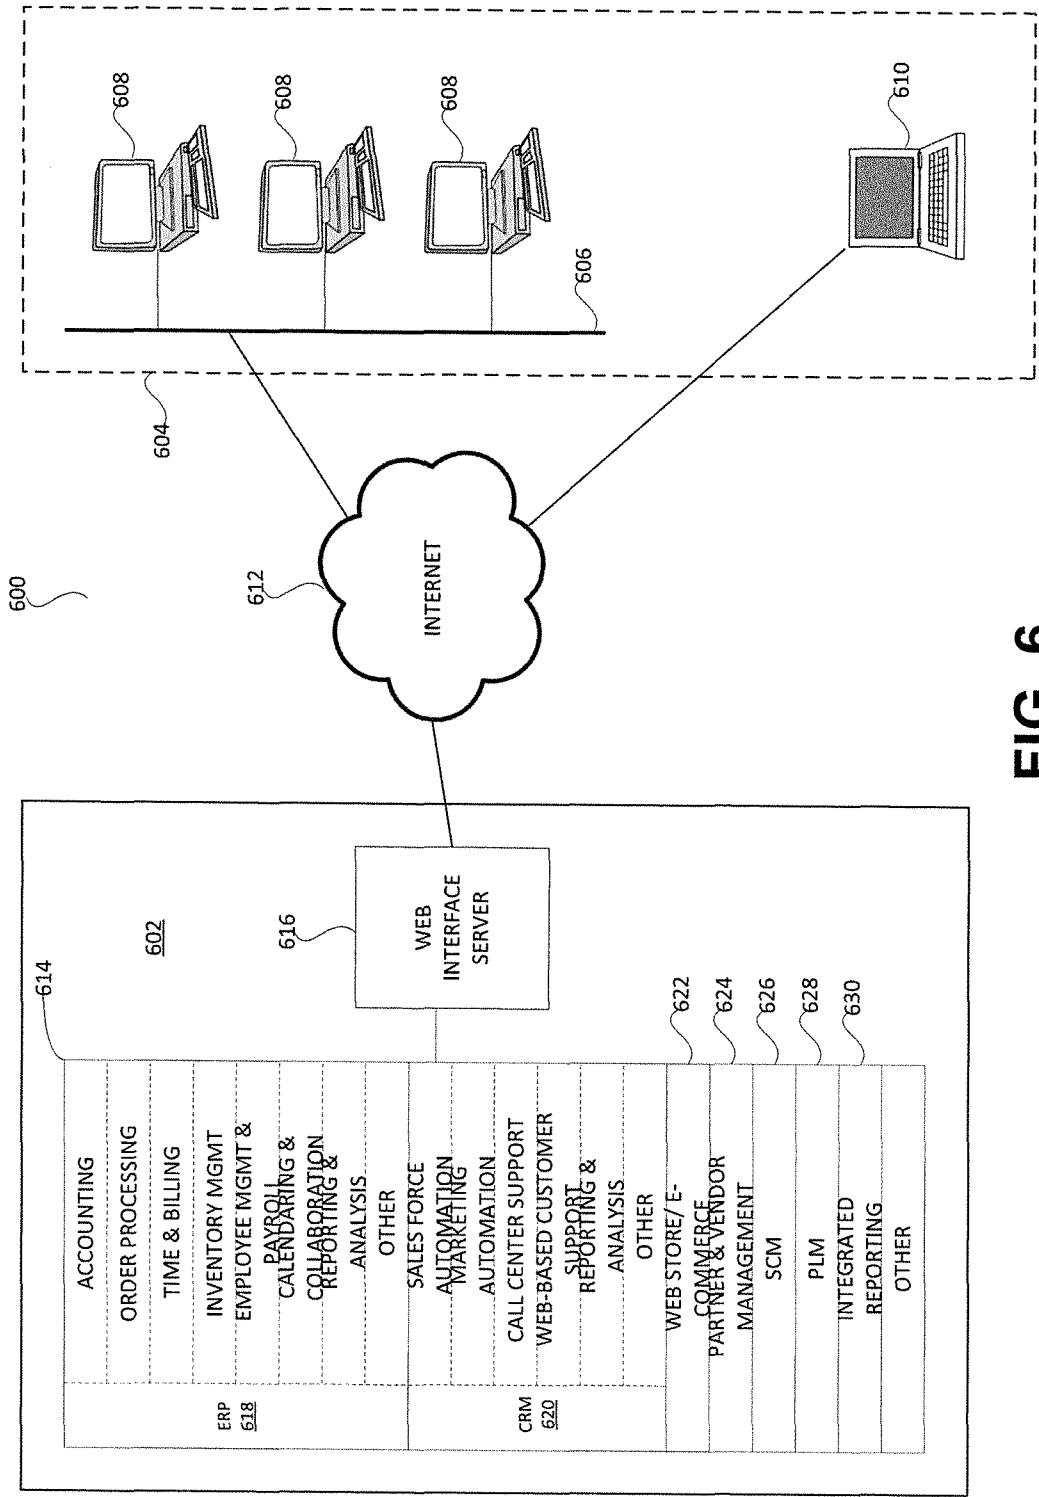 614
602
ERP
618
ACCOUNTING
ORDER PROCESSING
TIME & BILLING
INVENTORY MGMT
EMPLOYEE MGMT &
PAYROLL
CALENDARING &
COLLABORATION
REPORTING &
ANALYSIS
OTHER
CRM
620
SALES FORCE
AUTOMATION
MARKETING
AUTOMATION
CALL CENTER SUPPORT
WEB-BASED CUSTOMER
SUPPORT
REPORTING &
ANALYSIS
OTHER
WEB STORE/ E-
COMMERCE
PARTNER & VENDOR
MANAGEMENT
SCM
PLM
INTEGRATED
REPORTING
OTHER
622
624
626
628
630
616
WEB
INTERFACE
SERVER
600
612
INTERNET
604
606
608
608
608
610
FIG. 6